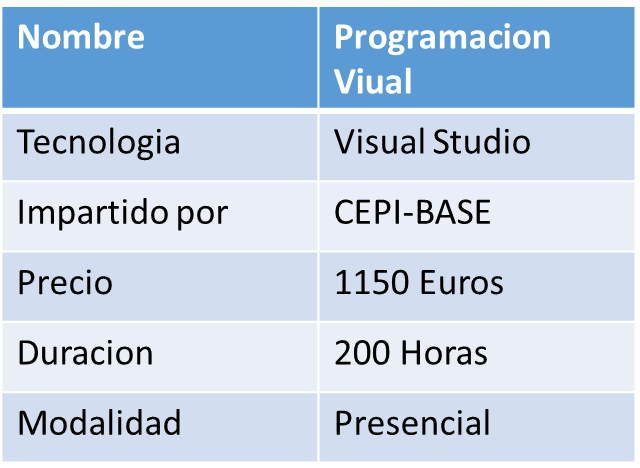 Nombre Programacion
Viual
Tecnologia Visual Studio
Impartido por CEPI-BASE
Precio 1150 Euros
Duracion 200 Horas
Modalidad Presencial